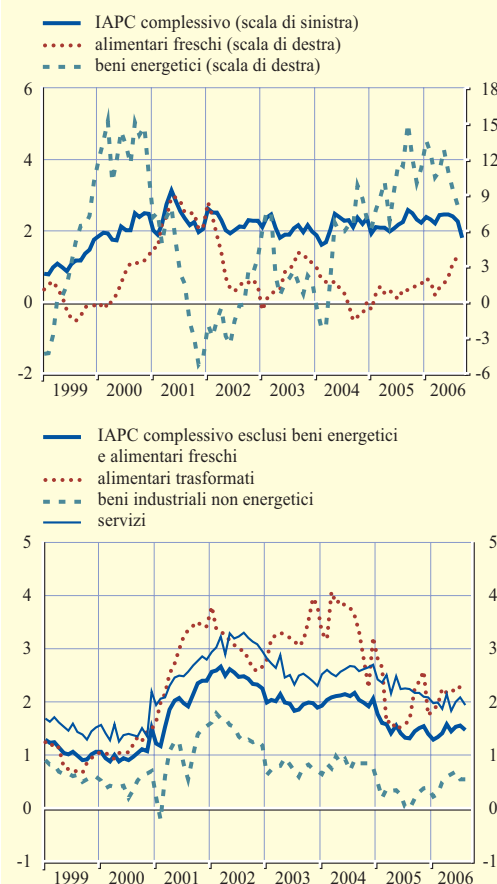 IAPC complessivo (scala di sinistra)
alimentari freschi (scala di destra)
beni energetici (scala di destra)
6 18
15
4 12
9
2 6
3
0 0
-3
-2 -6
1999 2000 2001 2002 2003 2004 2005 2006
IAPC complessivo esclusi beni energetici
e alimentari freschi
alimentari trasformati
beni industriali non energetici
servizi
5 5
4 4
3 3
2 2
1 1
0 0
-1 -1
1999 2000 2001 2002 2003 2004 2005 2006